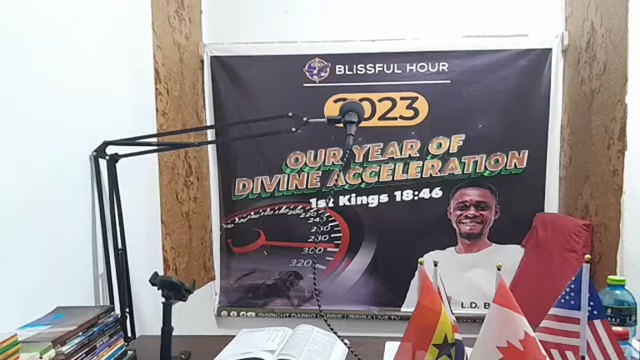 BLISSFUL HOUR
2023
OUR YEAR OF
DIVINE ACCELERATION
1st Kings 18:46
L.D. B